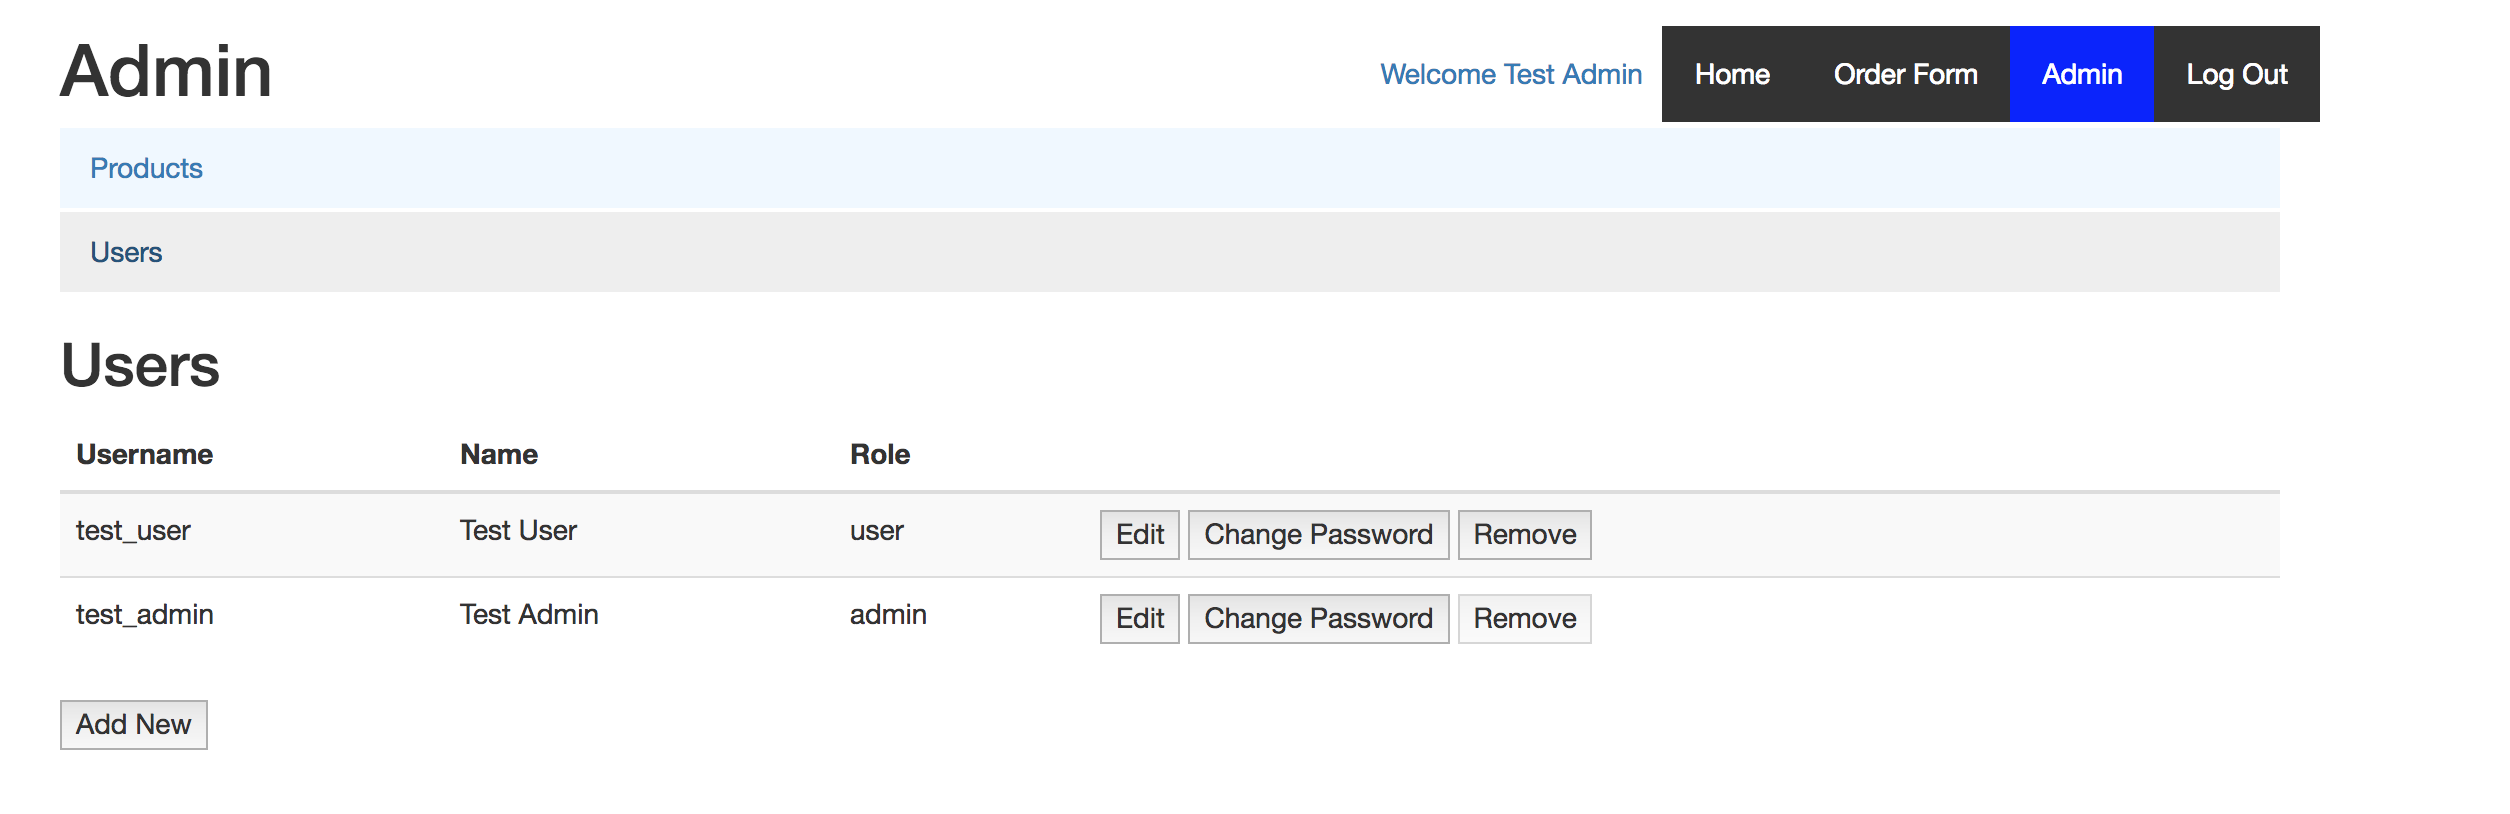 Admin
Welcome Test Admin Home Order Form Admin Log Out
Products
Users
Users
Username Name Role
test_user Test User user Edit Change Password Remove
test_admin Test Admin admin Edit Change Password Remove
Add New